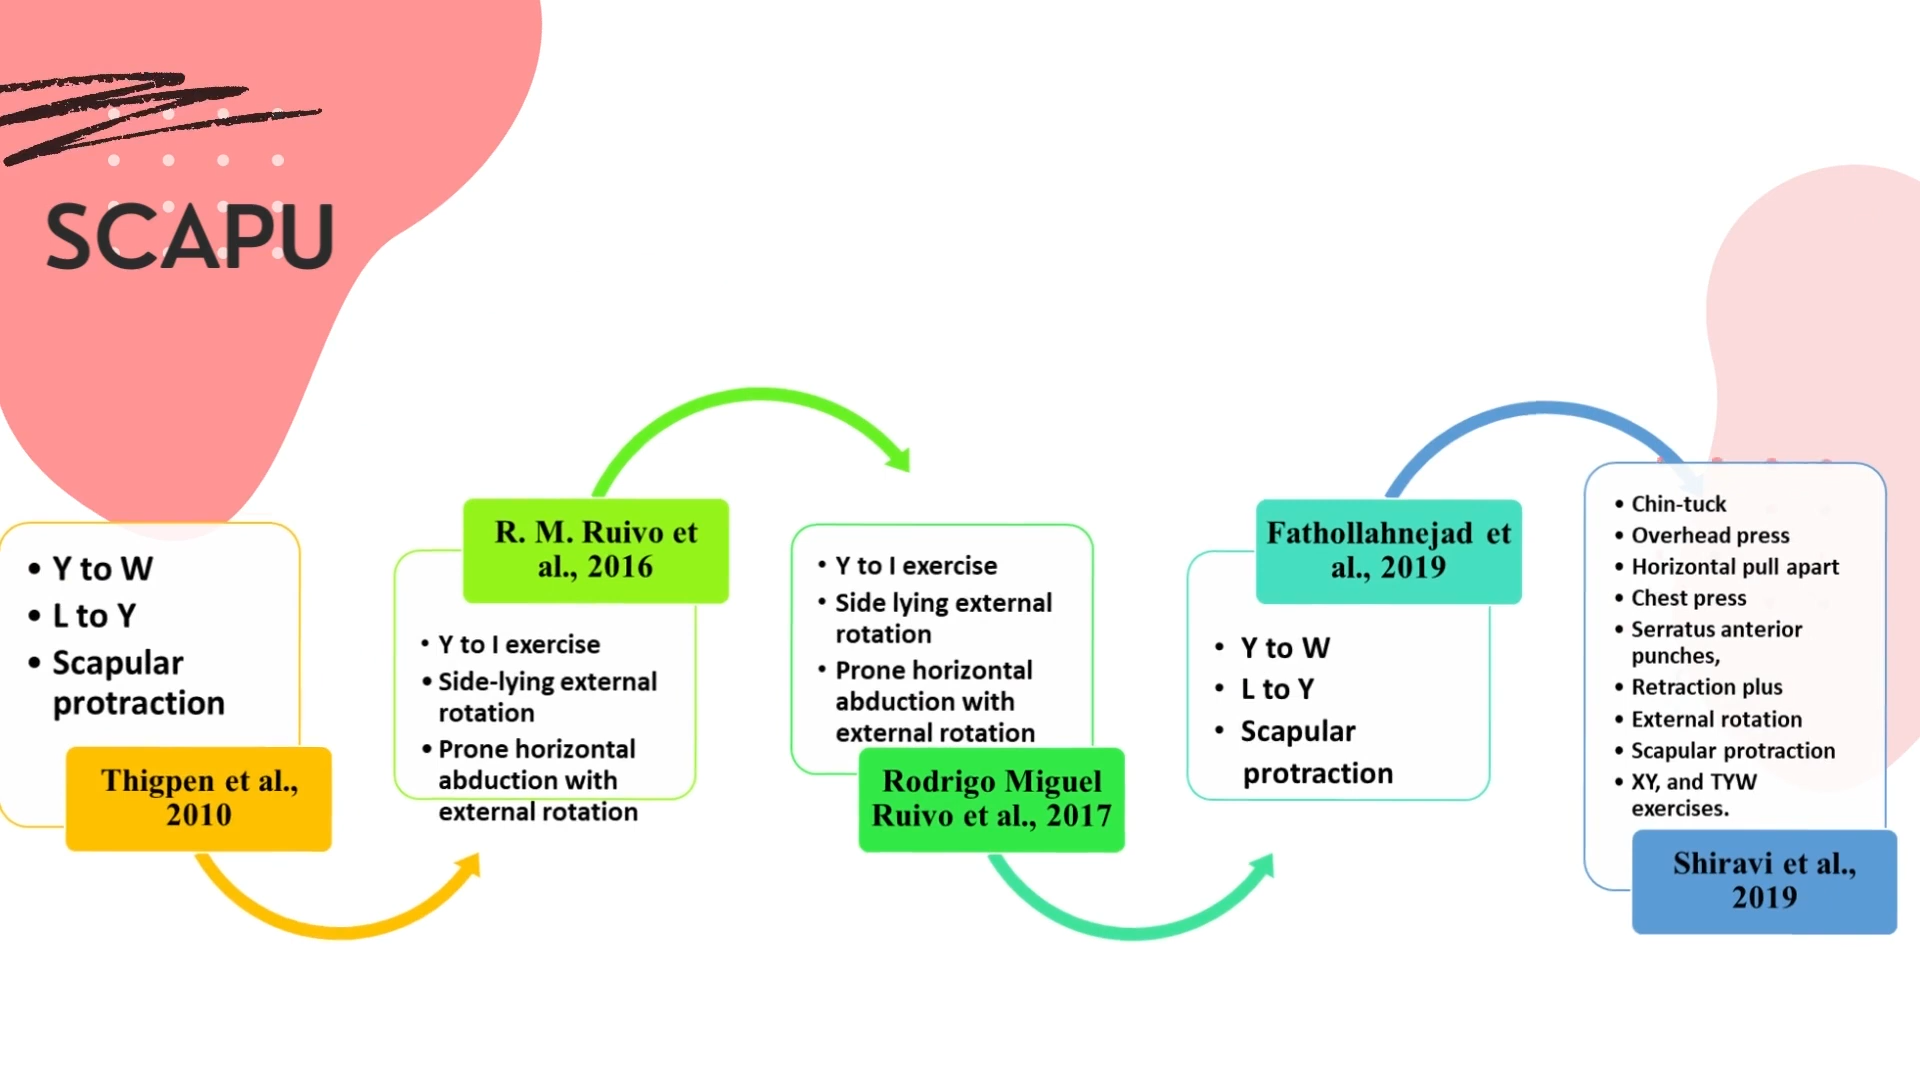 SCAPU
• Y to W
• L to Y
• Scapular
protraction
Thigpen et al.,
2010
R. M. Ruivo et
al., 2016
• Y to I exercise
• Side-lying external
rotation
• Prone horizontal
abduction with
external rotation
• Y to I exercise
• Side lying external
rotation
• Prone horizontal
abduction with
external rotation
Rodrigo Miguel
Ruivo et al., 2017
Fathollahnejad et
al., 2019
• Y to W
• L to Y
• Scapular
protraction
• Chin-tuck
• Overhead press
• Horizontal pull apart
• Chest press
• Serratus anterior
punches,
• Retraction plus
• External rotation
• Scapular protraction
• XY, and TYW
exercises.
Shiravi et al.,
2019